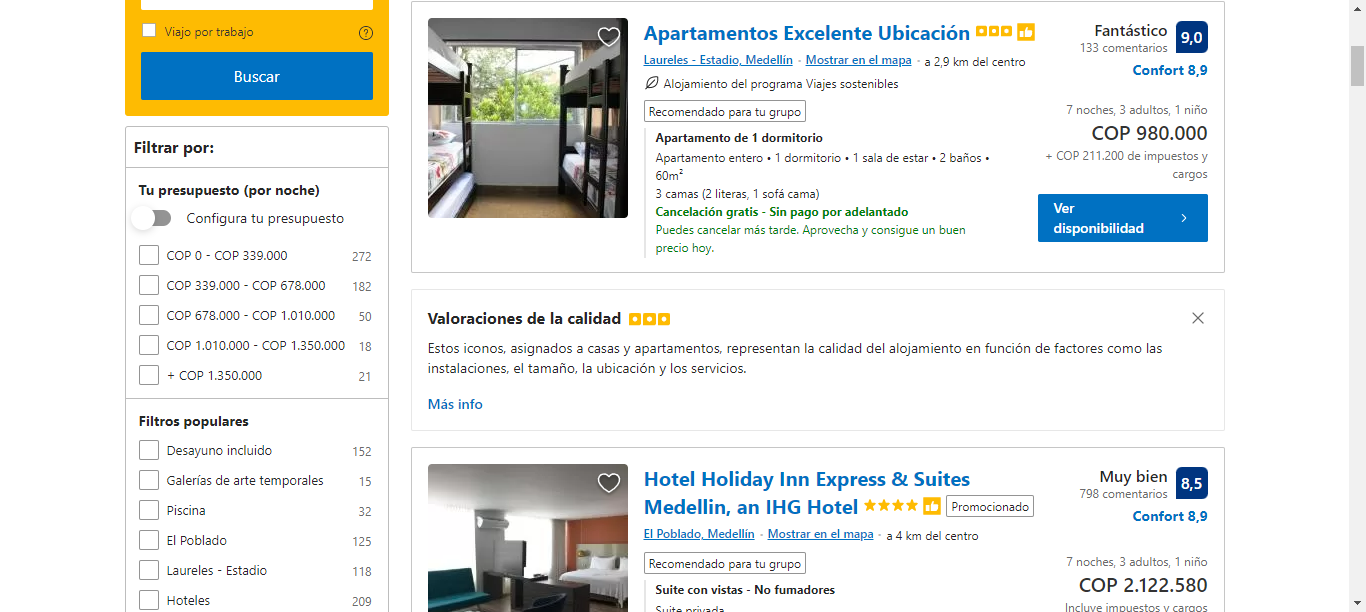 Viajo por trabajo
?
Buscar
Filtrar por:
Tu presupuesto (por noche)
Configura tu presupuesto
COP 0 - COP 339.000 272
COP 339.000 - COP 678.000 182
COP 678.000 - COP 1.010.000 50
COP 1.010.000 - COP 1.350.000 18
+ COP 1.350.000 21
Filtros populares
Desayuno incluido 152
Galerías de arte temporales 15
Piscina 32
El Poblado 125
Laureles - Estadio 118
Hoteles 209
Apartamentos Excelente Ubicación
Laureles - Estadio, Medellín · Mostrar en el mapa · a 2,9 km del centro
Alojamiento del programa Viajes sostenibles
Recomendado para tu grupo
Apartamento de 1 dormitorio
Apartamento entero • 1 dormitorio • 1 sala de estar • 2 baños •
60m²
3 camas (2 literas, 1 sofá cama)
Cancelación gratis - Sin pago por adelantado
Puedes cancelar más tarde. Aprovecha y consigue un buen
precio hoy.
Fantástico 9,0
133 comentarios
Confort 8,9
7 noches, 3 adultos, 1 niño
COP 980.000
+ COP 211.200 de impuestos y
cargos
Ver
disponibilidad
Valoraciones de la calidad
Estos iconos, asignados a casas y apartamentos, representan la calidad del alojamiento en función de factores como las
instalaciones, el tamaño, la ubicación y los servicios.
Más info
Hotel Holiday Inn Express & Suites
Medellin, an IHG Hotel Promocionado
El Poblado, Medellín · Mostrar en el mapa · a 4 km del centro
Recomendado para tu grupo
Suite con vistas - No fumadores
Suite privada
Muy bien 8,5
798 comentarios
Confort 8,9
7 noches, 3 adultos, 1 niño
COP 2.122.580
Incluye impuestos y cargos